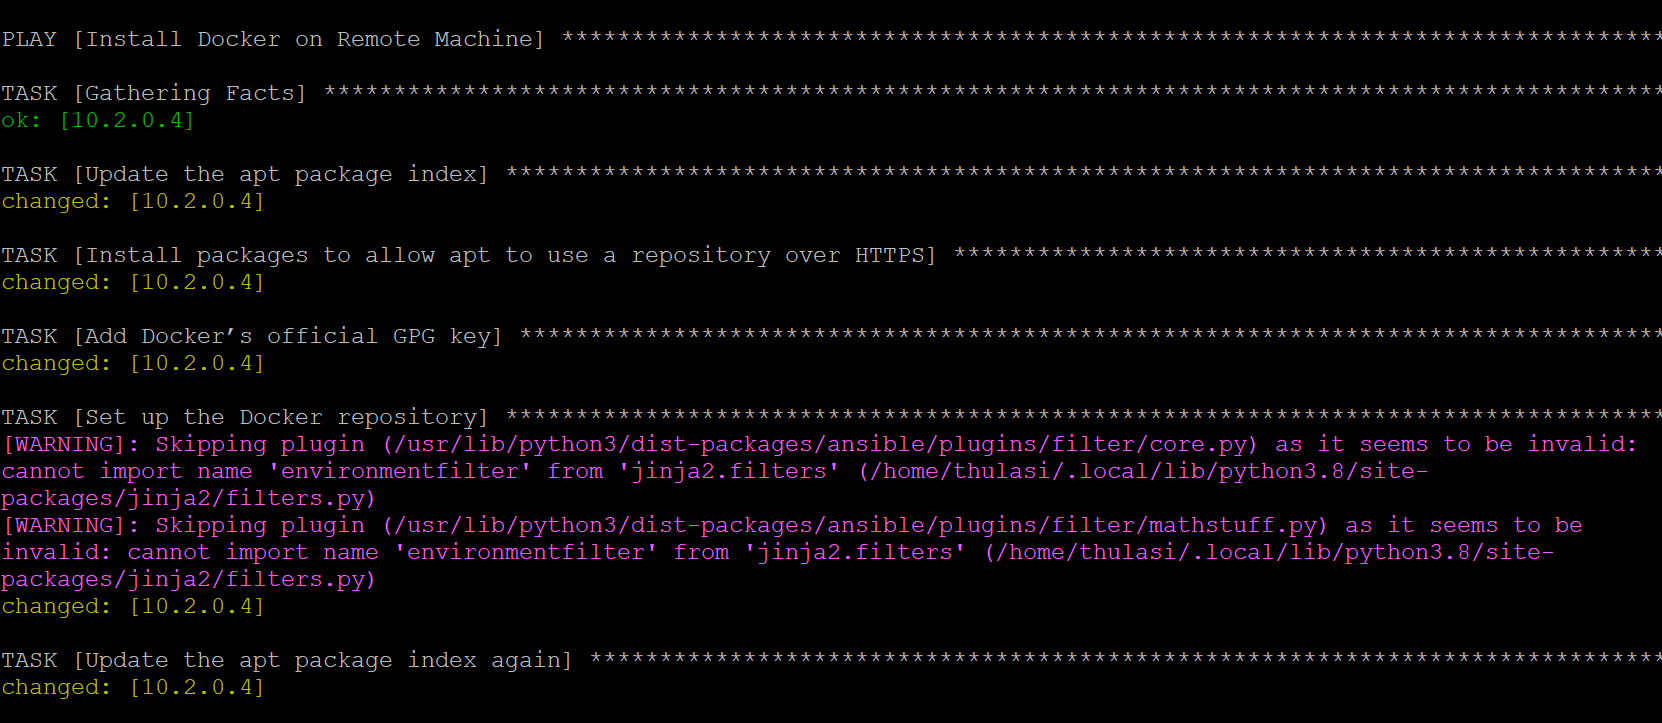 PLAY [Install Docker on Remote Machine] ******************************************************************************
TASK [Gathering Facts] ***********************************************************************************************
ok: [10.2.0.4]
TASK [Update the apt package index] **********************************************************************************
changed: [10.2.0.4]
TASK [Install packages to allow apt to use a repository over HTTPS] **************************************************
changed: [10.2.0.4]
TASK [Add Docker’s official GPG key] *********************************************************************************
changed: [10.2.0.4]
TASK [Set up the Docker repository] **********************************************************************************
[WARNING]: Skipping plugin (/usr/lib/python3/dist-packages/ansible/plugins/filter/core.py) as it seems to be invalid:
cannot import name 'environmentfilter' from 'jinja2.filters' (/home/thulasi/.local/lib/python3.8/site-
packages/jinja2/filters.py)
[WARNING]: Skipping plugin (/usr/lib/python3/dist-packages/ansible/plugins/filter/mathstuff.py) as it seems to be
invalid: cannot import name 'environmentfilter' from 'jinja2.filters' (/home/thulasi/.local/lib/python3.8/site-
packages/jinja2/filters.py)
changed: [10.2.0.4]
TASK [Update the apt package index again] ****************************************************************************
changed: [10.2.0.4]